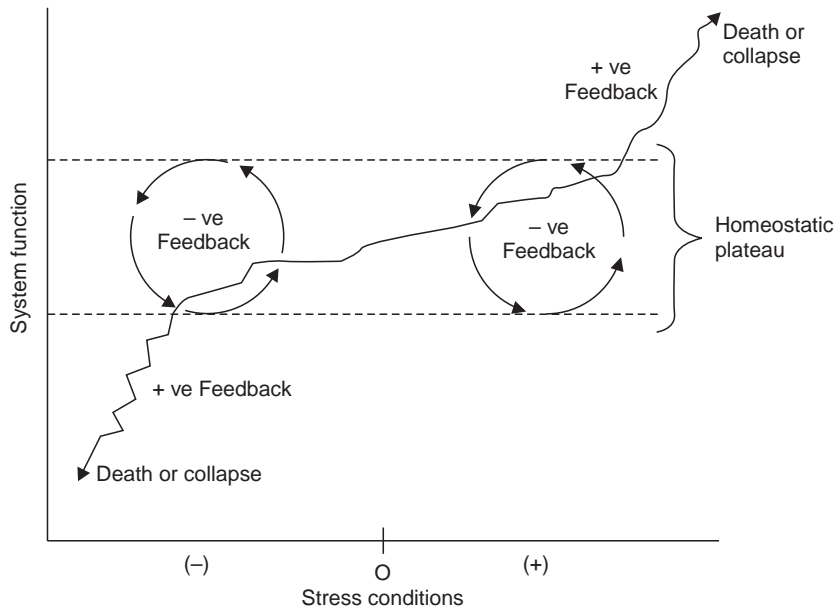 Death or
collapse
+ ve
Feedback
– ve
Feedback
– ve
Feedback
Homeostatic
plateau
System function
+ ve Feedback
Death or collapse
(–)
O
(+)
Stress conditions